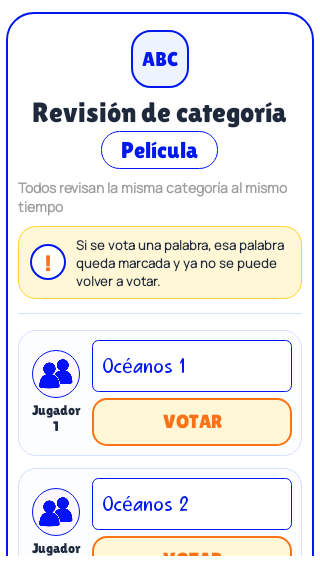 ABC
Revisión de categoría
Película
Todos revisan la misma categoría al mismo
tiempo
!
Si se vota una palabra, esa palabra
queda marcada y ya no se puede
volver a votar.
Océanos 1
Jugador
1
VOTAR
Océanos 2
Jugador
VOTAR